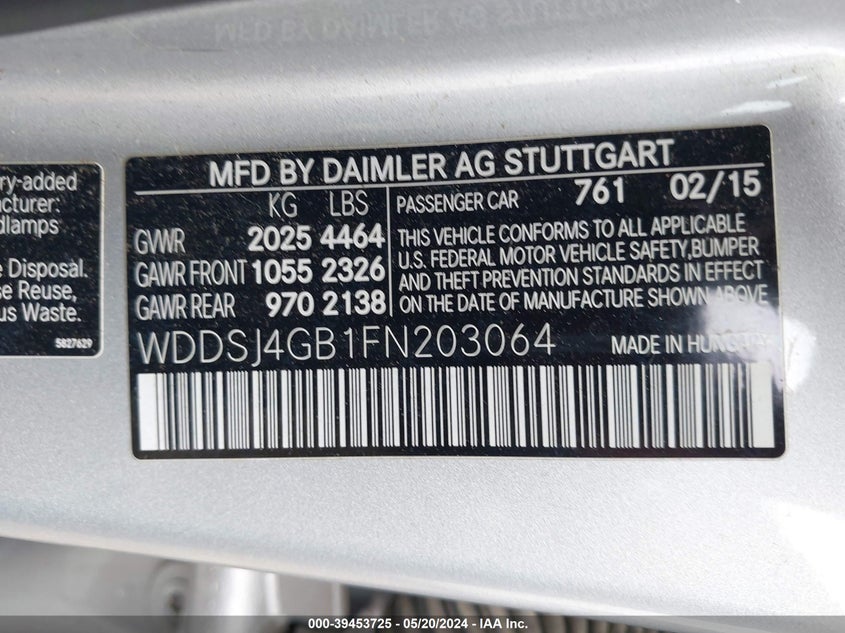 MFD BY DAIMLER AG STUTTGART
KG LBS
GVWR 2025 4464
GAWR FRONT 1055 2326
GAWR REAR 970 2138
PASSENGER CAR 761 02/15
THIS VEHICLE CONFORMS TO ALL APPLICABLE
U.S. FEDERAL MOTOR VEHICLE SAFETY,BUMPER
AND THEFT PREVENTION STANDARDS IN EFFECT
ON THE DATE OF MANUFACTURE SHOWN ABOVE
WDDSJ4GB1FN203064
MADE IN HUNGARY
ry-added
nufacturer:
adlamps
e Disposal.
se Reuse,
us Waste.
5827629
000-39453725 - 05/20/2024 - IAA Inc.